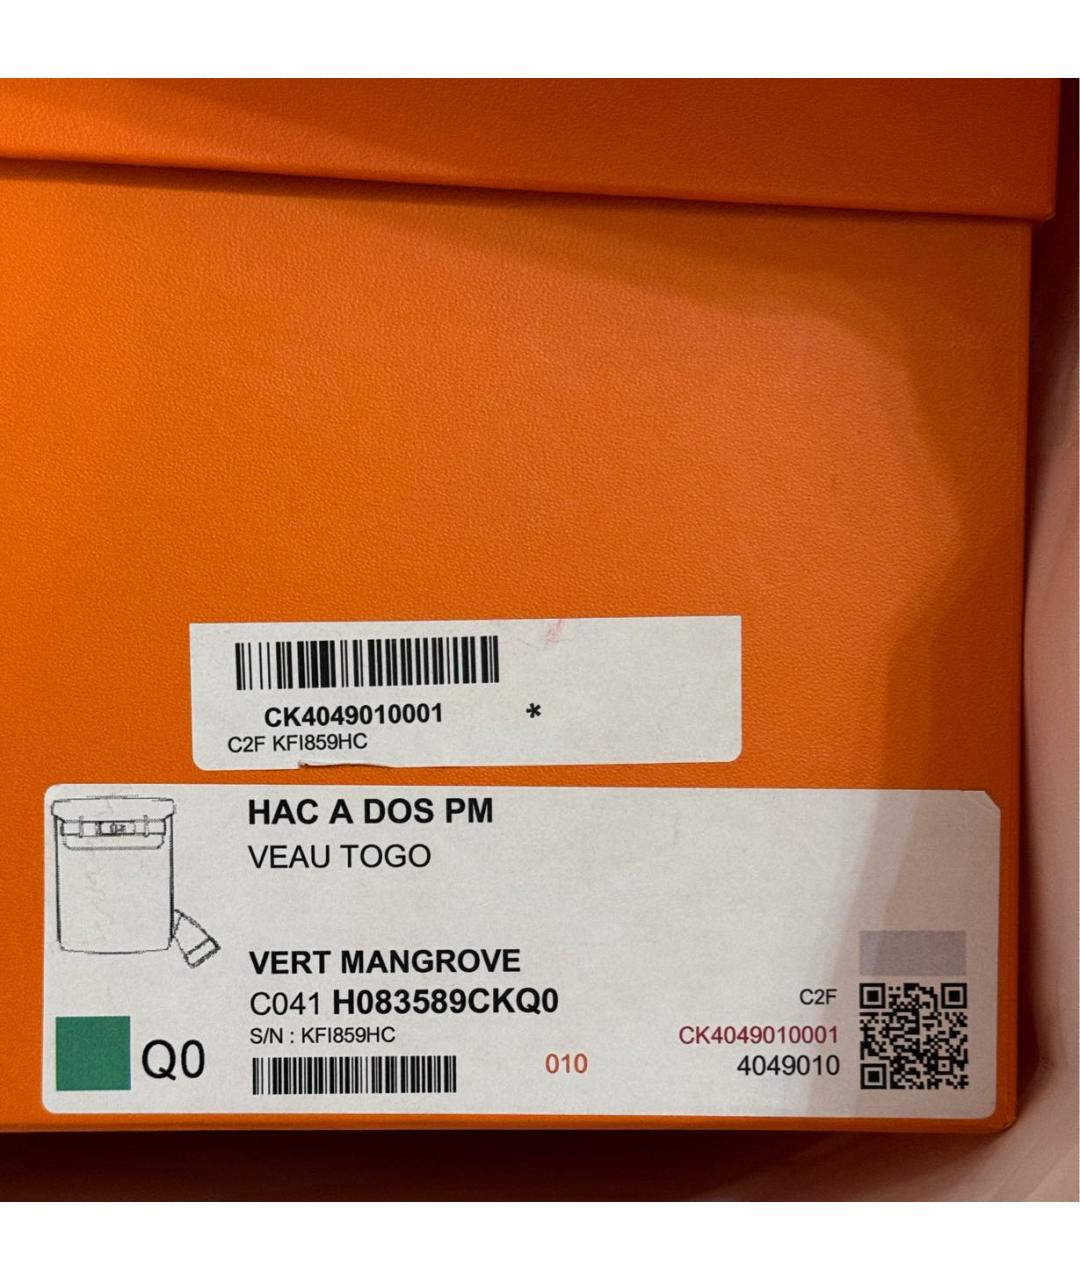 CK4049010001 *
C2F KFI859HC
HAC A DOS PM
VEAU TOGO
VERT MANGROVE
C041 H083589CKQ0
S/N : KFI859HC
Q0
010
C2F
CK4049010001
4049010